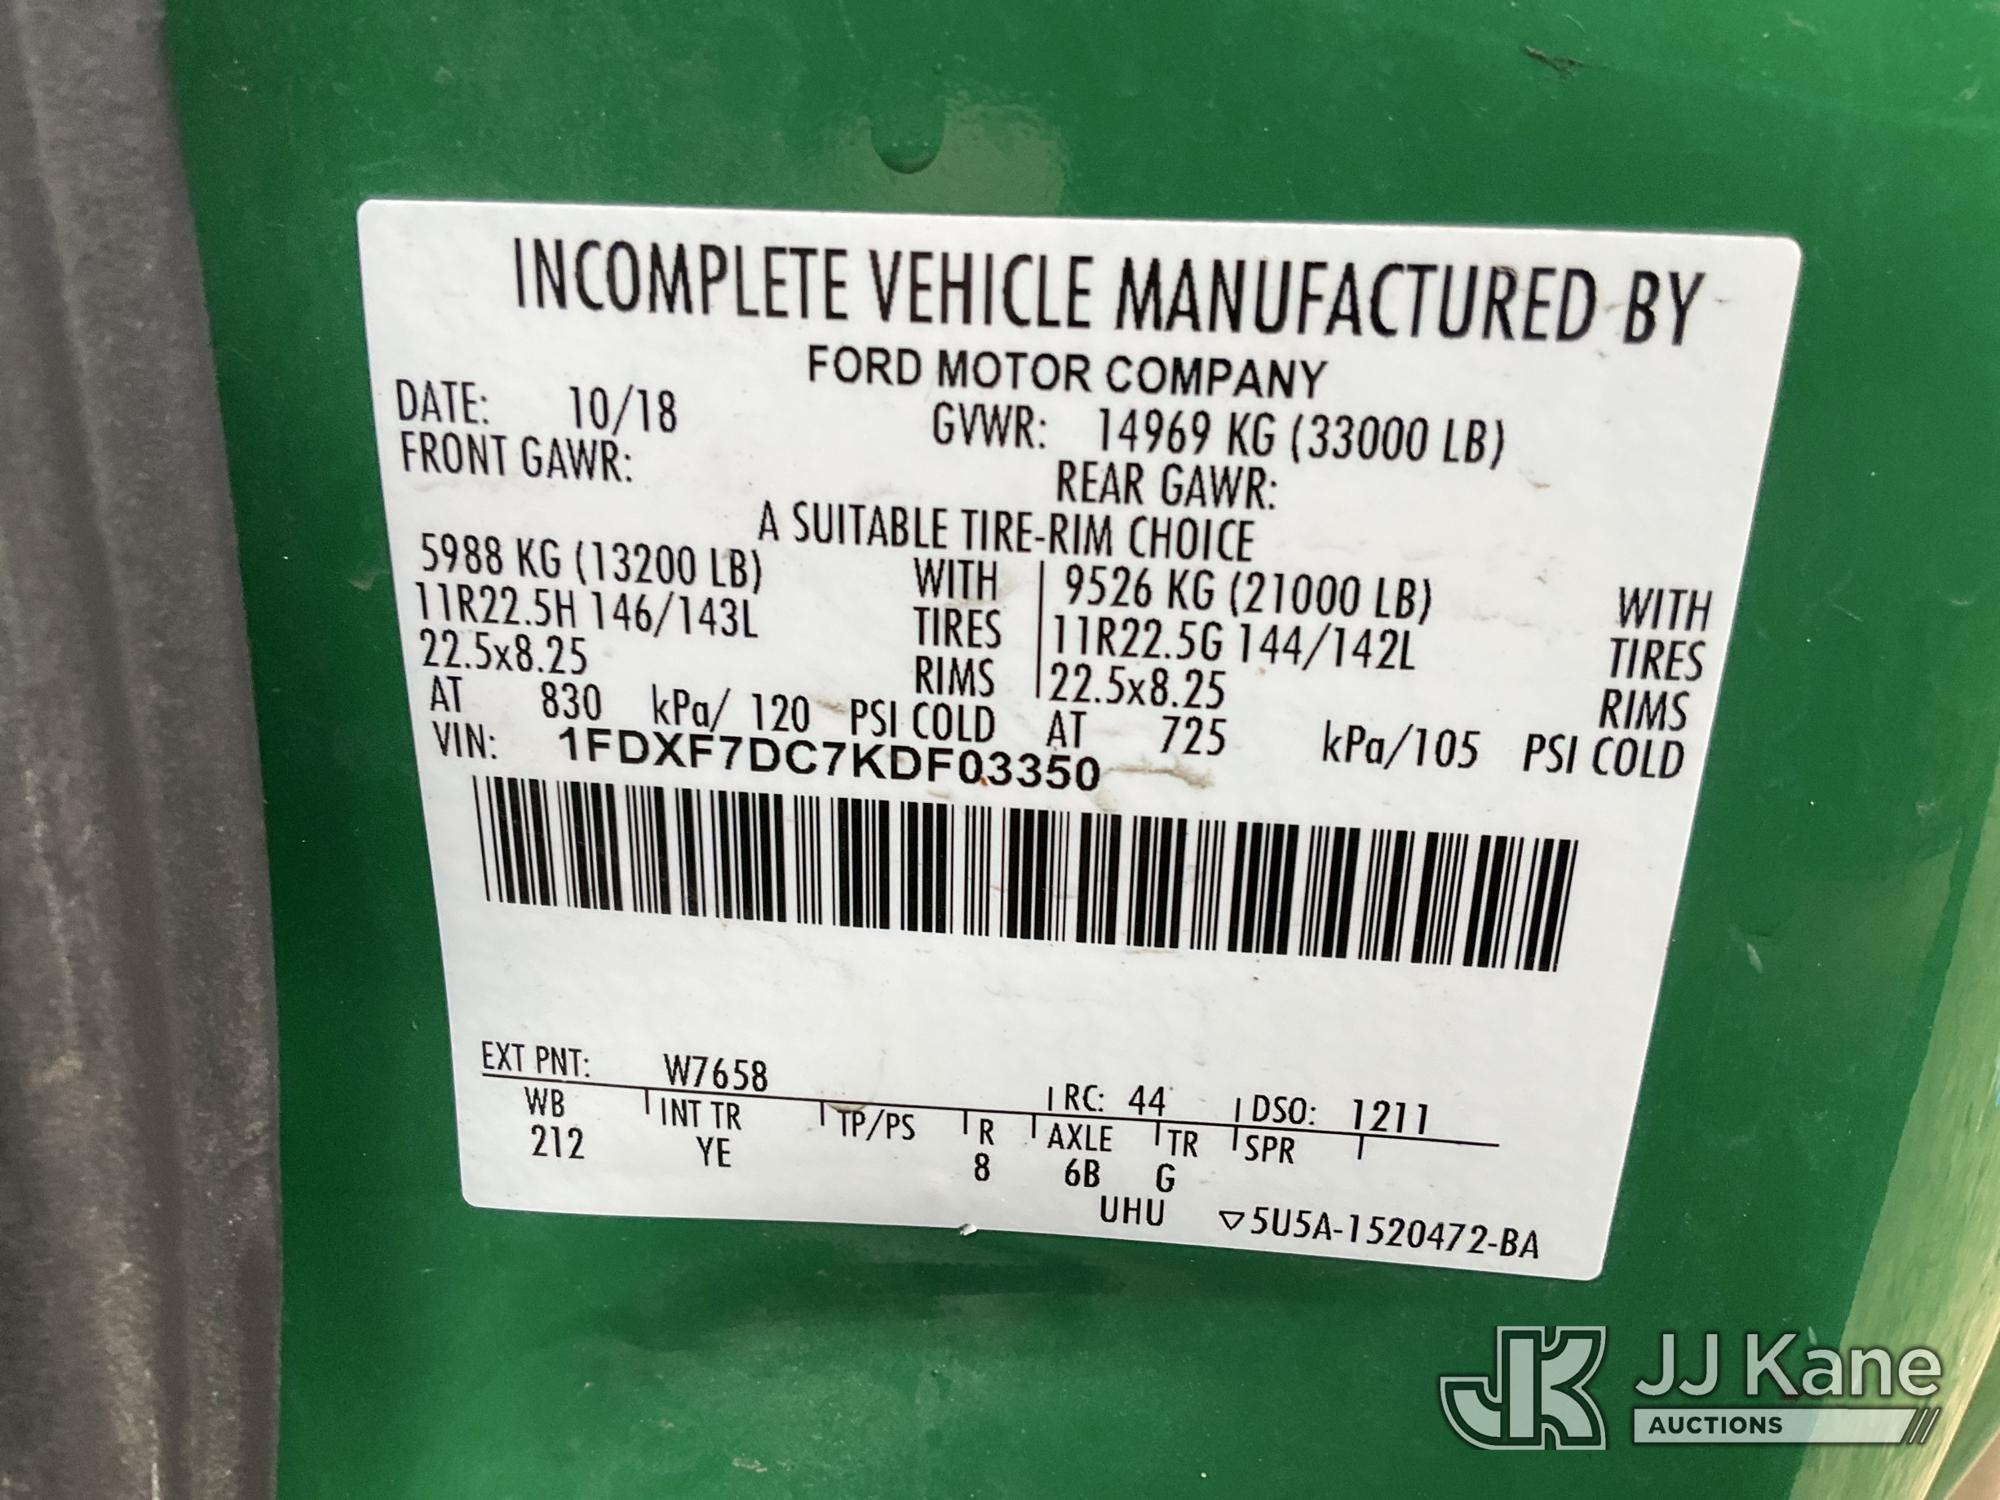 INCOMPLETE VEHICLE MANUFACTURED BY
FORD MOTOR COMPANY
DATE: 10/18 GVWR: 14969 KG (33000 LB)
FRONT GAWR: REAR GAWR:
A SUITABLE TIRE-RIM CHOICE
5988 KG (13200 LB) WITH 9526 KG (21000 LB) WITH
11R22.5H 146/143L TIRES 11R22.5G 144/142L TIRES
22.5x8.25 RIMS 22.5x8.25 RIMS
AT 830 kPa/ 120 PSI COLD AT 725 kPa/105 PSI COLD
VIN: 1FDXF7DC7KDF03350
EXT PNT: W7658 RC: 44 DSO: 1211
WB INT TR TP/PS R AXLE TR SPR
212 YE 8 6B G
UHU ▽5U5A-1520472-BA
JK JJ Kane
AUCTIONS